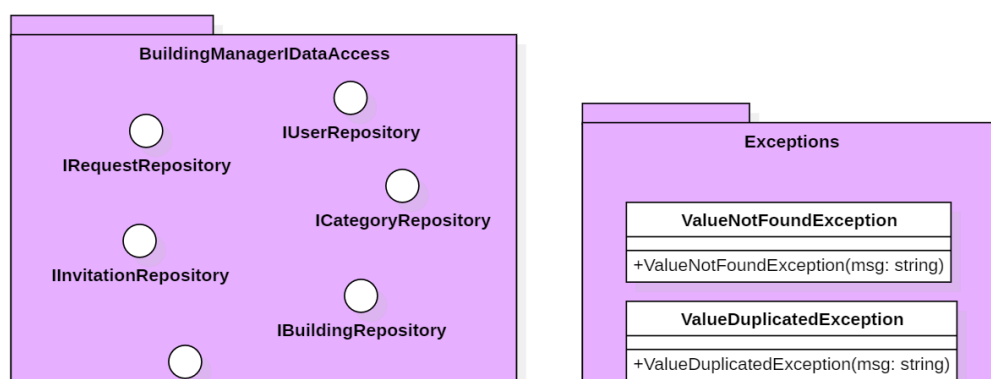 BuildingManagerIDataAccess
IUserRepository
IRequestRepository
ICategoryRepository
IInvitationRepository
IBuildingRepository
Exceptions
ValueNotFoundException
+ValueNotFoundException(msg: string)
ValueDuplicatedException
+ValueDuplicatedException(msg: string)